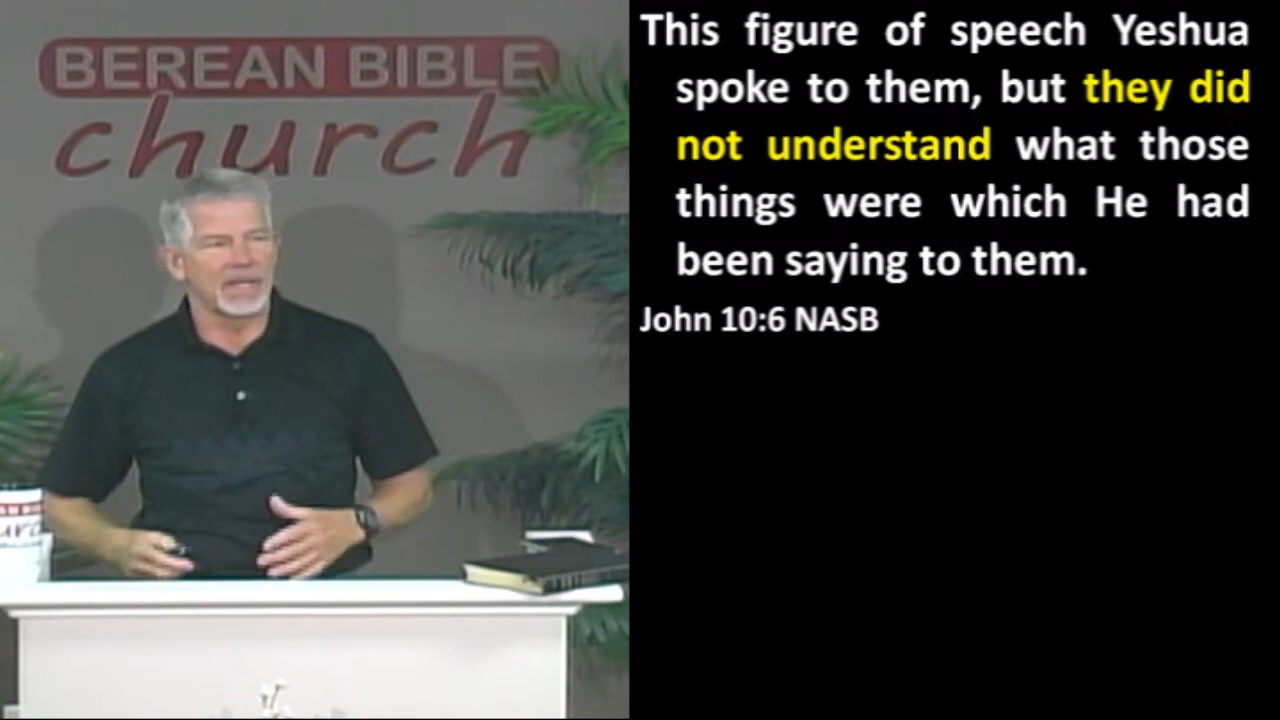 BEREAN BIBLE
church
This figure of speech Yeshua
spoke to them, but they did
not understand what those
things were which He had
been saying to them.
John 10:6 NASB